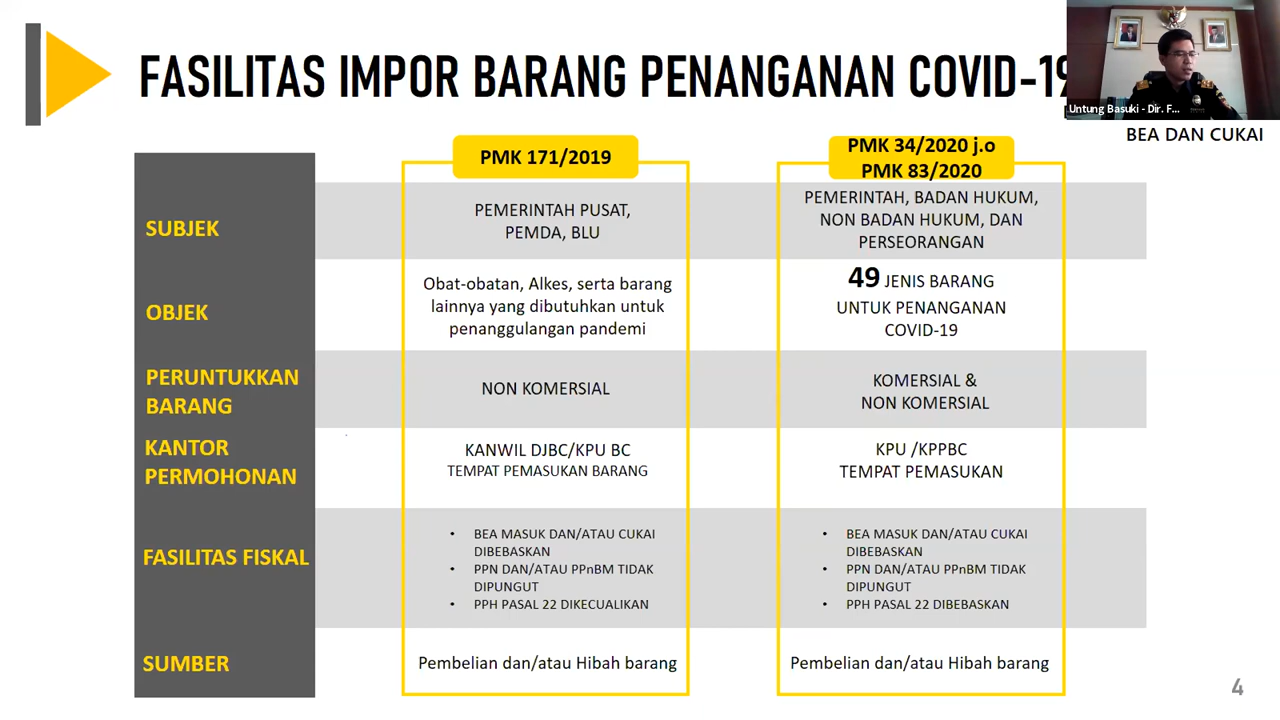 FASILITAS IMPOR BARANG PENANGANAN COVID-19
Untung Basuki - Dir. F...
BEA DAN CUKAI
PMK 171/2019
PMK 34/2020 j.o
PMK 83/2020
SUBJEK
PEMERINTAH PUSAT,
PEMDA, BLU
PEMERINTAH, BADAN HUKUM,
NON BADAN HUKUM, DAN
PERSEORANGAN
OBJEK
Obat-obatan, Alkes, serta barang
lainnya yang dibutuhkan untuk
penanggulangan pandemi
49 JENIS BARANG
UNTUK PENANGANAN
COVID-19
PERUNTUKKAN
BARANG
NON KOMERSIAL
KOMERSIAL &
NON KOMERSIAL
KANTOR
PERMOHONAN
KANWIL DJBC/KPU BC
TEMPAT PEMASUKAN BARANG
KPU /KPPBC
TEMPAT PEMASUKAN
FASILITAS FISKAL
• BEA MASUK DAN/ATAU CUKAI
DIBEBASKAN
• PPN DAN/ATAU PPnBM TIDAK
DIPUNGUT
• PPH PASAL 22 DIKECUALIKAN
• BEA MASUK DAN/ATAU CUKAI
DIBEBASKAN
• PPN DAN/ATAU PPnBM TIDAK
DIPUNGUT
• PPH PASAL 22 DIBEBASKAN
SUMBER
Pembelian dan/atau Hibah barang
Pembelian dan/atau Hibah barang
4